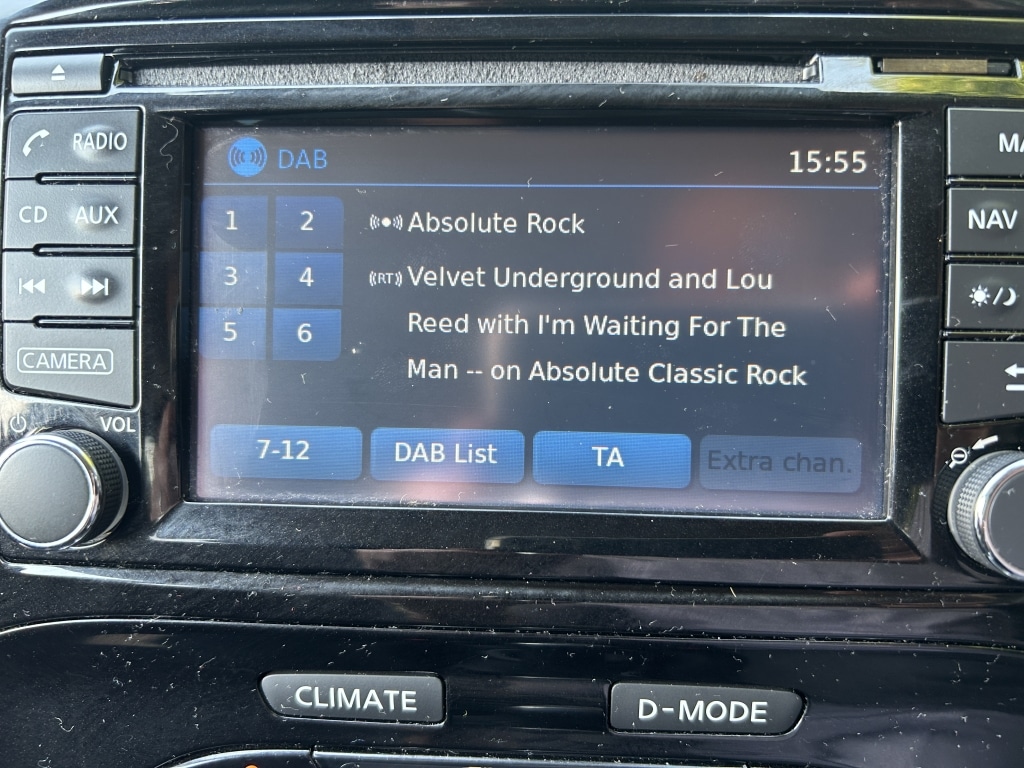 RADIO
CD AUX
CAMERA
VOL
DAB 15:55
1 2
3 4
5 6
Absolute Rock
RT Velvet Underground and Lou
Reed with I'm Waiting For The
Man -- on Absolute Classic Rock
7-12 DAB List TA Extra chan.
NAV
CLIMATE D-MODE